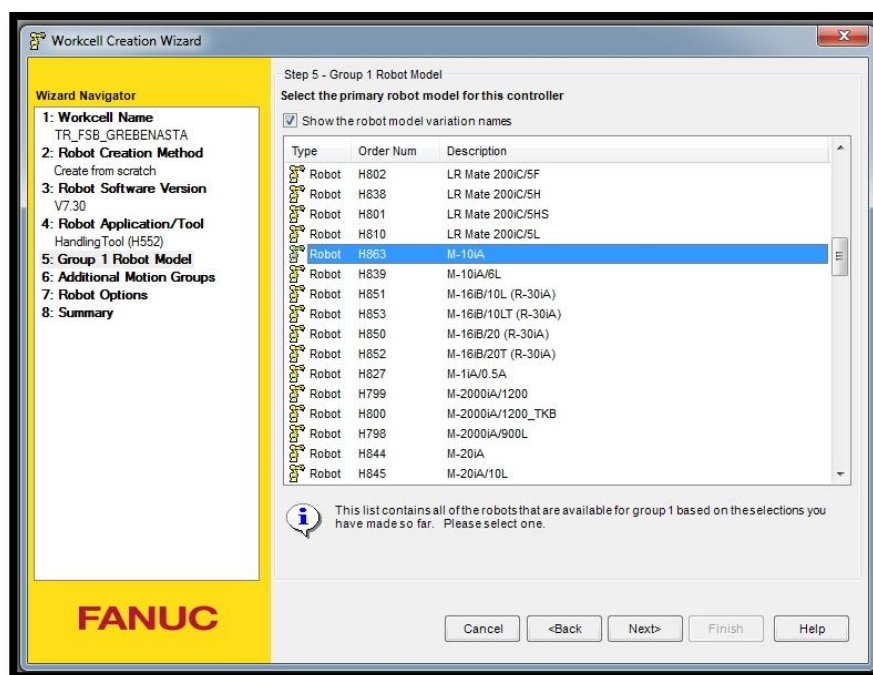 Workcell Creation Wizard
Wizard Navigator
1: Workcell Name
TR_FSB_GREBENASTA
2: Robot Creation Method
Create from scratch
3: Robot Software Version
V7.30
4: Robot Application/Tool
HandlingTool (H552)
5: Group 1 Robot Model
6: Additional Motion Groups
7: Robot Options
8: Summary
FANUC
Step 5 - Group 1 Robot Model
Select the primary robot model for this controller
Show the robot model variation names
Type Order Num Description
Robot H802 LR Mate 200iC/5F
Robot H838 LR Mate 200iC/5H
Robot H801 LR Mate 200iC/5HS
Robot H810 LR Mate 200iC/5L
Robot H863 M-10iA
Robot H839 M-10iA/6L
Robot H851 M-16iB/10L (R-30iA)
Robot H853 M-16iB/10LT (R-30iA)
Robot H850 M-16iB/20 (R-30iA)
Robot H852 M-16iB/20T (R-30iA)
Robot H827 M-1iA/0.5A
Robot H799 M-2000iA/1200
Robot H800 M-2000iA/1200_TKB
Robot H798 M-2000iA/900L
Robot H844 M-20iA
Robot H845 M-20iA/10L
This list contains all of the robots that are available for group 1 based on the selections you
have made so far. Please select one.
Cancel <Back Next> Finish Help